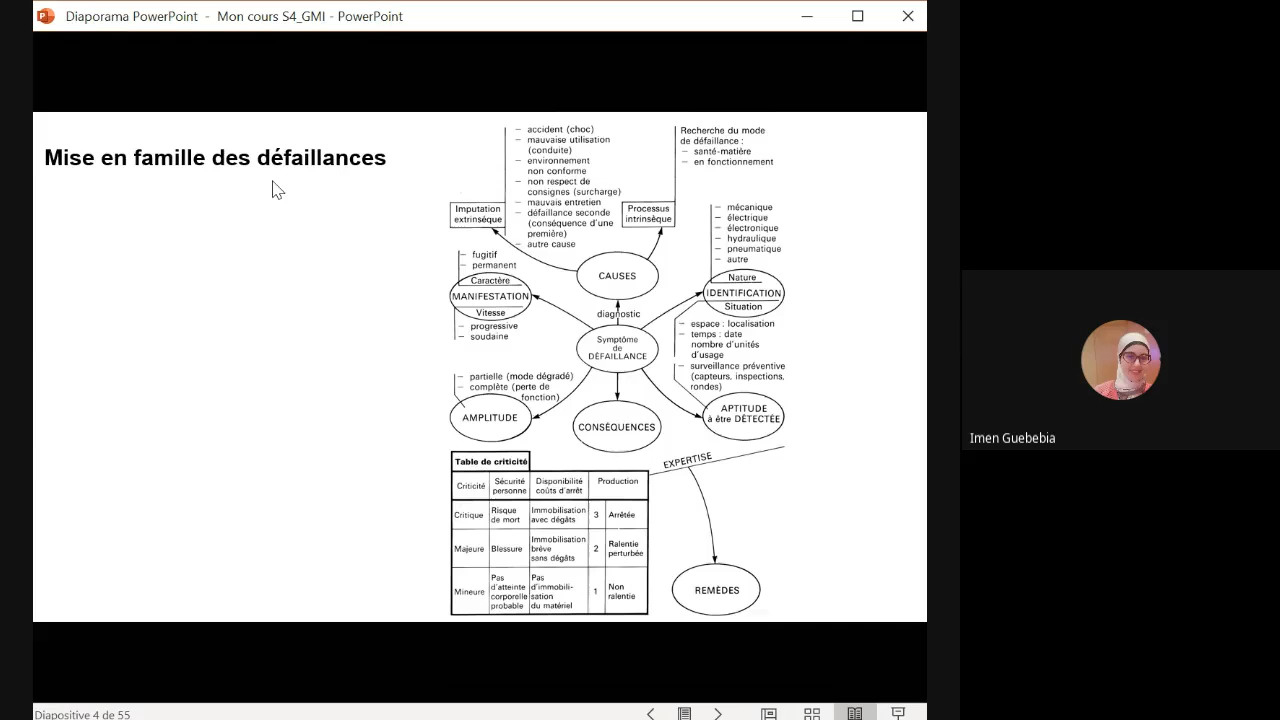 Diaporama PowerPoint - Mon cours S4_GMI - PowerPoint
Mise en famille des défaillances
– accident (choc)
– mauvaise utilisation
(conduite)
– environnement
non conforme
– non respect de
consignes (surcharge)
– mauvais entretien
– défaillance seconde
(conséquence d'une
première)
– autre cause
Imputation
extrinsèque
Recherche du mode
de défaillance :
– santé-matière
– en fonctionnement
Processus
intrinsèque
– mécanique
– électrique
– électronique
– hydraulique
– pneumatique
– autre
– fugitif
– permanent
Caractère
MANIFESTATION
Vitesse
– progressive
– soudaine
CAUSES
diagnostic
Nature
IDENTIFICATION
Situation
– espace : localisation
– temps : date
nombre d'unités
d'usage
– surveillance préventive
(capteurs, inspections,
rondes)
Symptôme
de
DÉFAILLANCE
– partielle (mode dégradé)
– complète (perte de
fonction)
AMPLITUDE
CONSÉQUENCES
APTITUDE
à être DÉTECTÉE
EXPERTISE
REMÈDES
Table de criticité
Criticité Sécurité personne Disponibilité coûts d'arrêt Production
Critique Risque de mort Immobilisation avec dégâts 3 Arrêtée
Majeure Blessure Immobilisation brève sans dégâts 2 Ralentie perturbée
Mineure Pas d'atteinte corporelle probable Pas d'immobili- sation du matériel 1 Non ralentie
Imen Guebebia
Diapositive 4 de 55